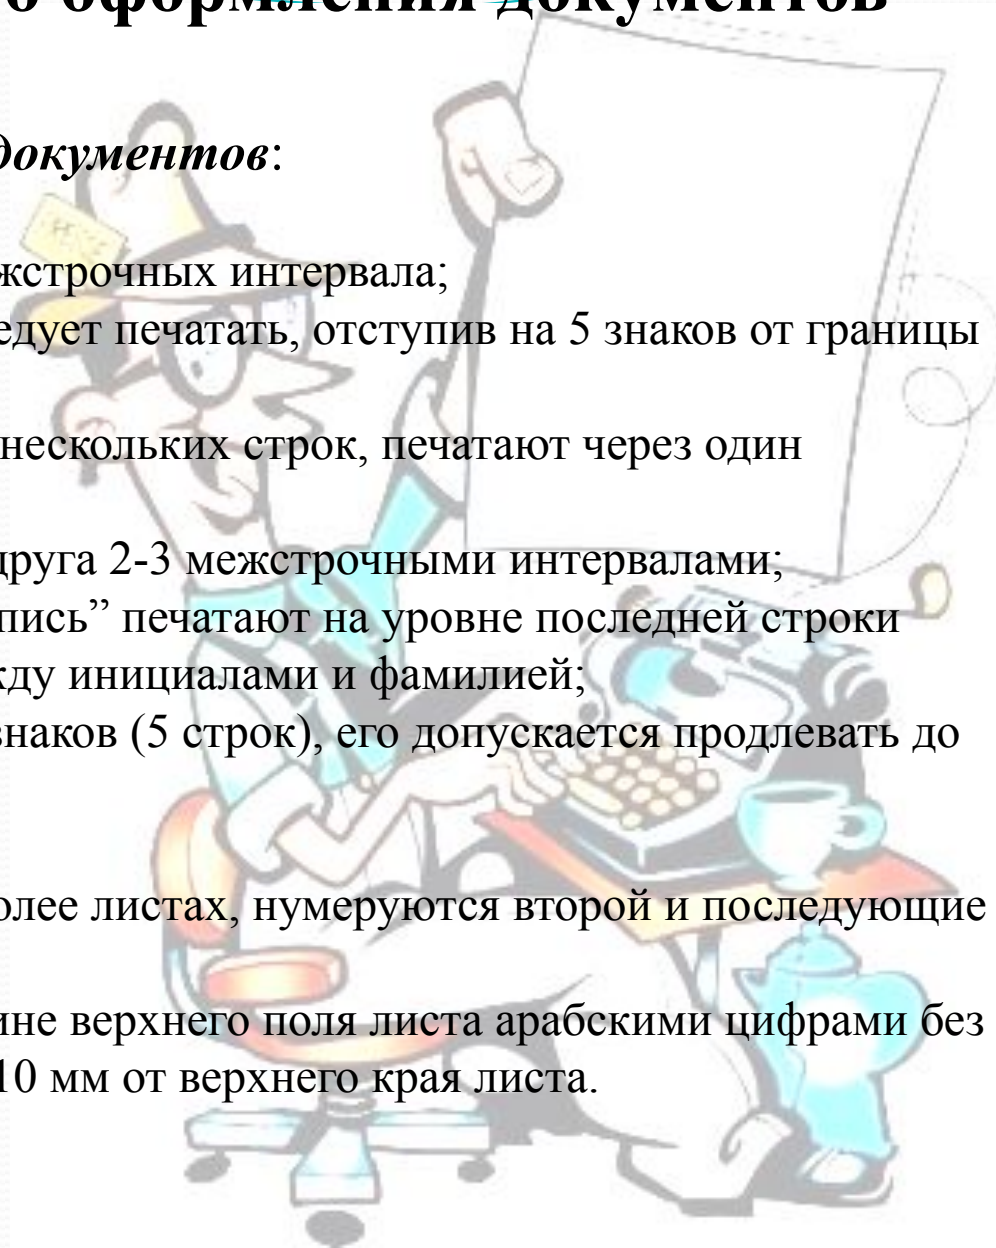 о оформления документов
документов:
жстрочных интервала;
едует печатать, отступив на 5 знаков от границы
нескольких строк, печатают через один
друга 2-3 межстрочными интервалами;
пись” печатают на уровне последней строки
жду инициалами и фамилией;
знаков (5 строк), его допускается продлевать до
олее листах, нумеруются второй и последующие
ине верхнего поля листа арабскими цифрами без
10 мм от верхнего края листа.